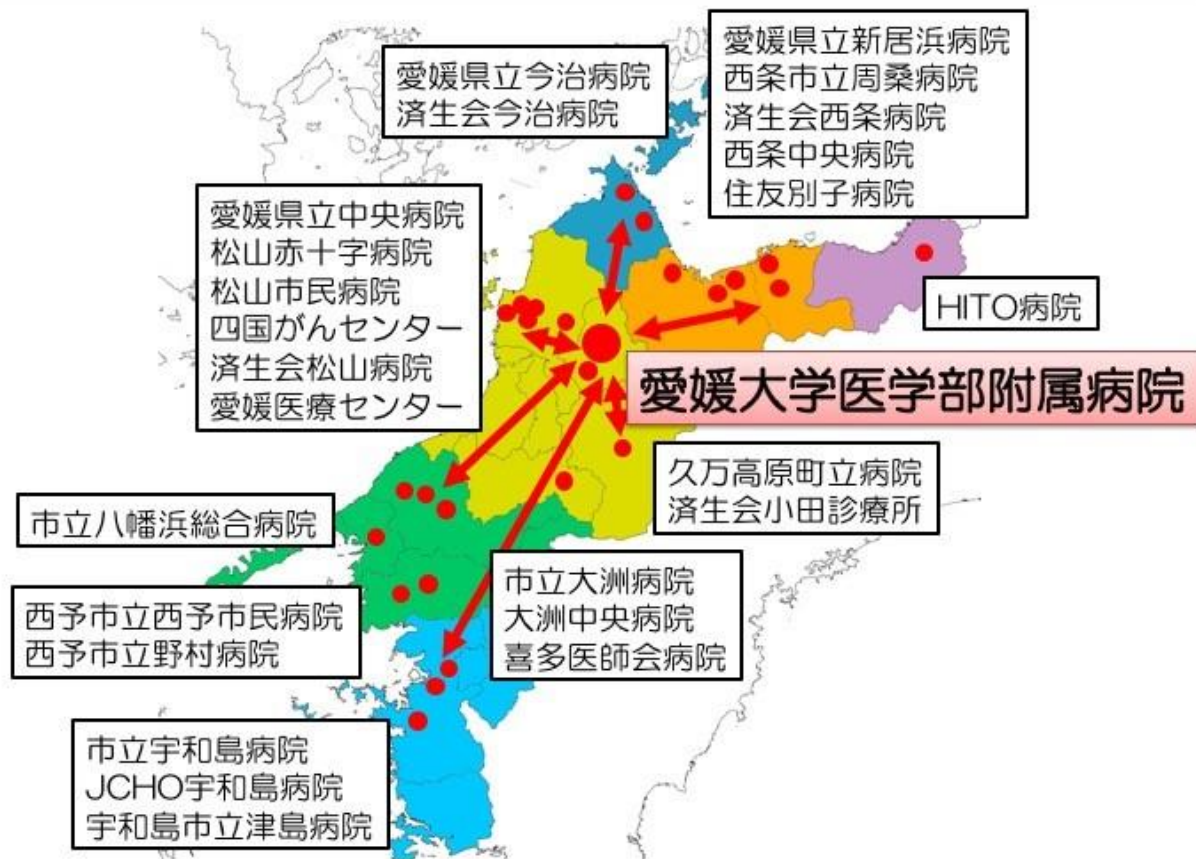 愛媛県立今治病院
済生会今治病院
愛媛県立新居浜病院
西条市立周桑病院
済生会西条病院
西条中央病院
住友別子病院
愛媛県立中央病院
松山赤十字病院
松山市民病院
四国がんセンター
済生会松山病院
愛媛医療センター
HITO病院
愛媛大学医学部附属病院
久万高原町立病院
済生会小田診療所
市立八幡浜総合病院
市立大洲病院
大洲中央病院
喜多医師会病院
西予市立西予市民病院
西予市立野村病院
市立宇和島病院
JCHO宇和島病院
宇和島市立津島病院